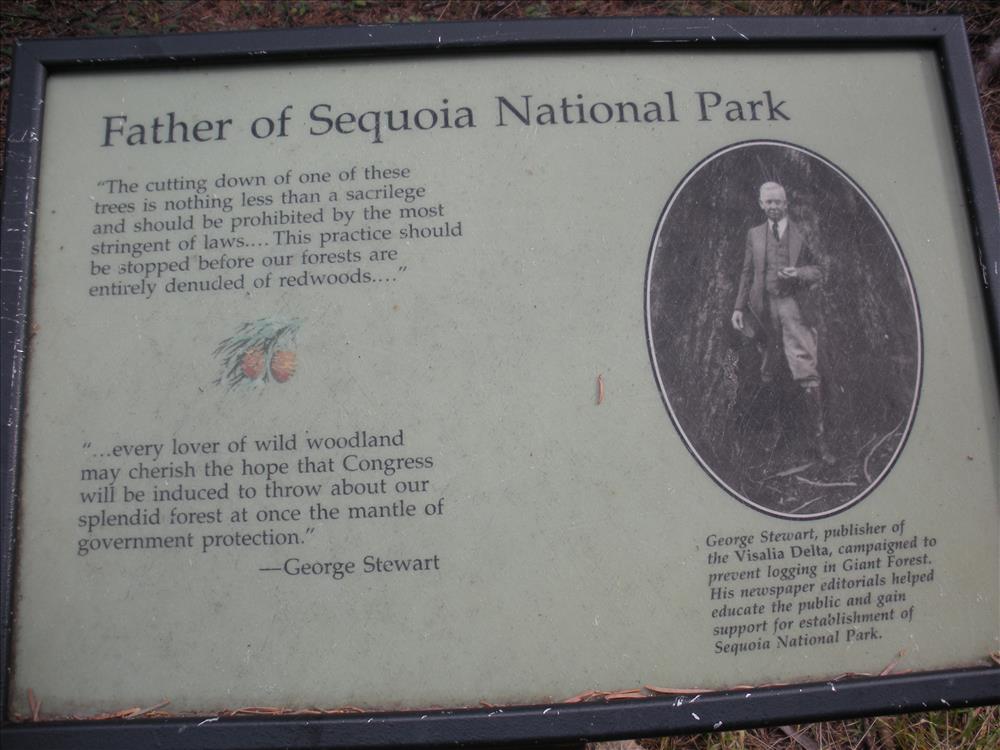 Father of Sequoia National Park
“The cutting down of one of these
trees is nothing less than a sacrilege
and should be prohibited by the most
stringent of laws.... This practice should
be stopped before our forests are
entirely denuded of redwoods....”
“...every lover of wild woodland
may cherish the hope that Congress
will be induced to throw about our
splendid forest at once the mantle of
government protection.”
—George Stewart
George Stewart, publisher of
the Visalia Delta, campaigned to
prevent logging in Giant Forest.
His newspaper editorials helped
educate the public and gain
support for establishment of
Sequoia National Park.